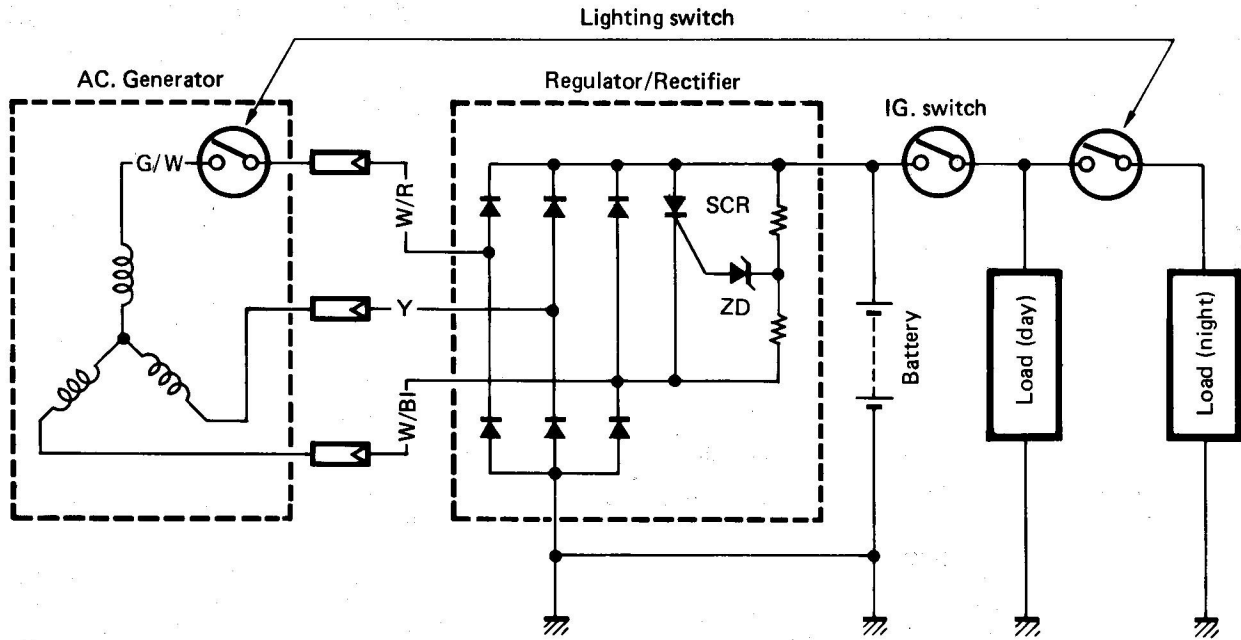 Lighting switch
AC. Generator
Regulator/Rectifier
IG. switch
G/W
W/R
SCR
ZD
Y
W/Bl
Battery
Load (day)
Load (night)